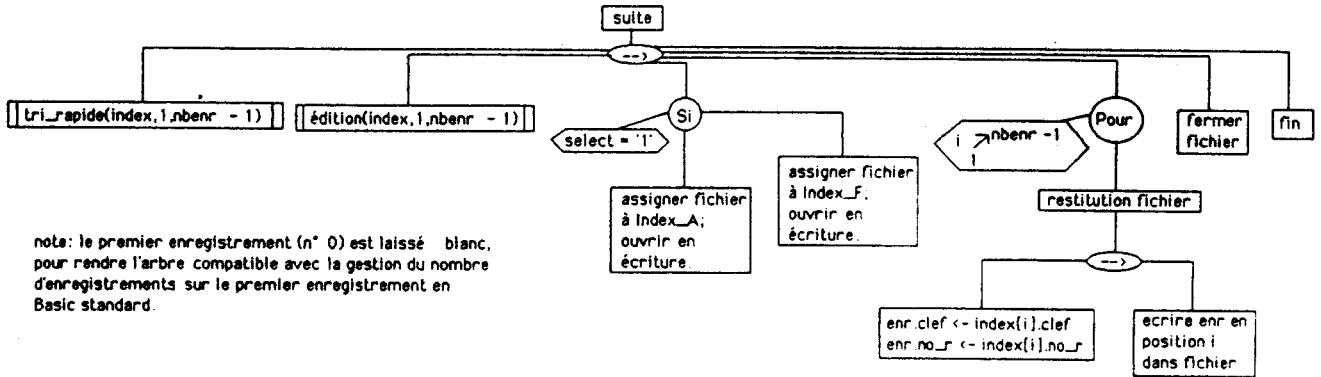 suite
-->
tri_rapide(index,1,nbenr - 1)
édition(index,1,nbenr - 1)
Si
select = '1'
assigner fichier
à Index_A;
ouvrir en
écriture.
assigner fichier
à Index_F;
ouvrir en
écriture.
Pour
i
nbenr -1
1
restitution fichier
-->
enr.clef <- index[i].clef
enr.no_r <- index[i].no_r
ecrire enr en
position i
dans fichier
fermer
fichier
fin
note: le premier enregistrement (n° 0) est laissé blanc,
pour rendre l'arbre compatible avec la gestion du nombre
d'enregistrements sur le premier enregistrement en
Basic standard.